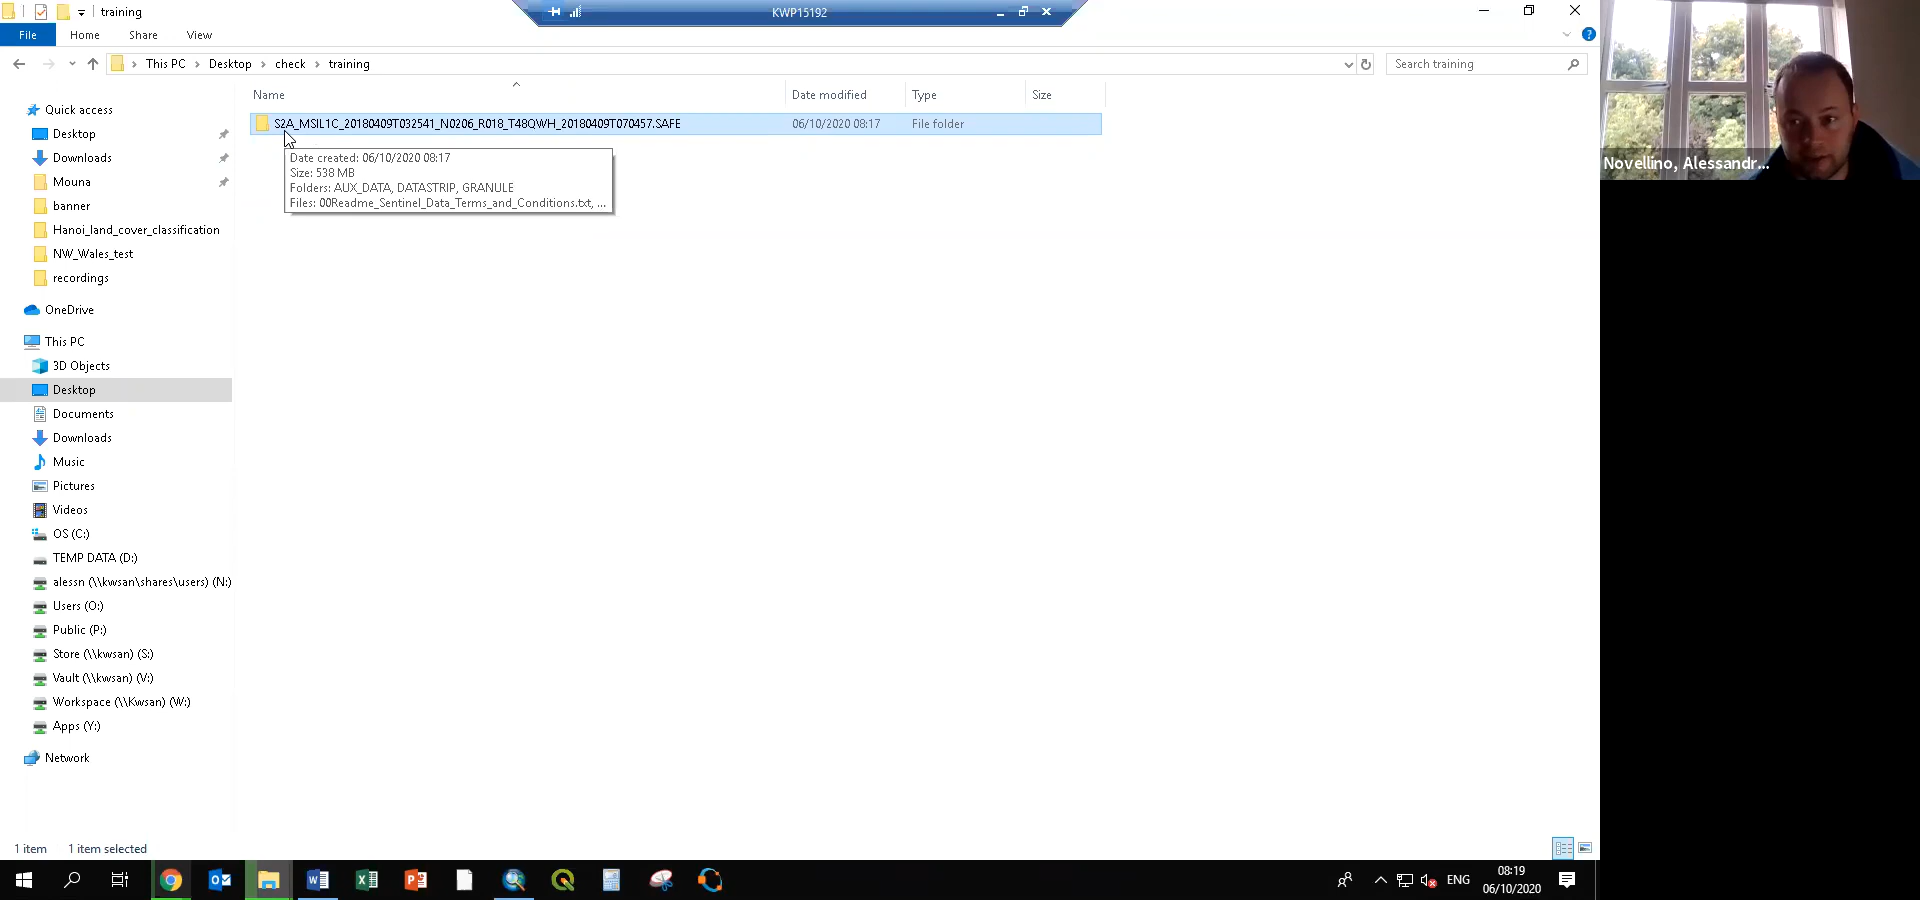 training
KWP15192
File
Home
Share
View
This PC
Desktop
check
training
Search training
Name
Date modified
Type
Size
S2A_MSIL1C_20180409T032541_N0206_R018_T48QWH_20180409T070457.SAFE
06/10/2020 08:17
File folder
Date created: 06/10/2020 08:17
Size: 538 MB
Folders: AUX_DATA, DATASTRIP, GRANULE
Files: 00Readme_Sentinel_Data_Terms_and_Conditions.txt, ...
Quick access
Desktop
Downloads
Mouna
banner
Hanoi_land_cover_classification
NW_Wales_test
recordings
OneDrive
This PC
3D Objects
Desktop
Documents
Downloads
Music
Pictures
Videos
OS (C:)
TEMP DATA (D:)
alessn (\\kwsan\shares\users) (N:)
Users (O:)
Public (P:)
Store (\\kwsan) (S:)
Vault (\\kwsan) (V:)
Workspace (\\Kwsan) (W:)
Apps (Y:)
Network
1 item
1 item selected
Novellino, Alessandr...
ENG
08:19
06/10/2020